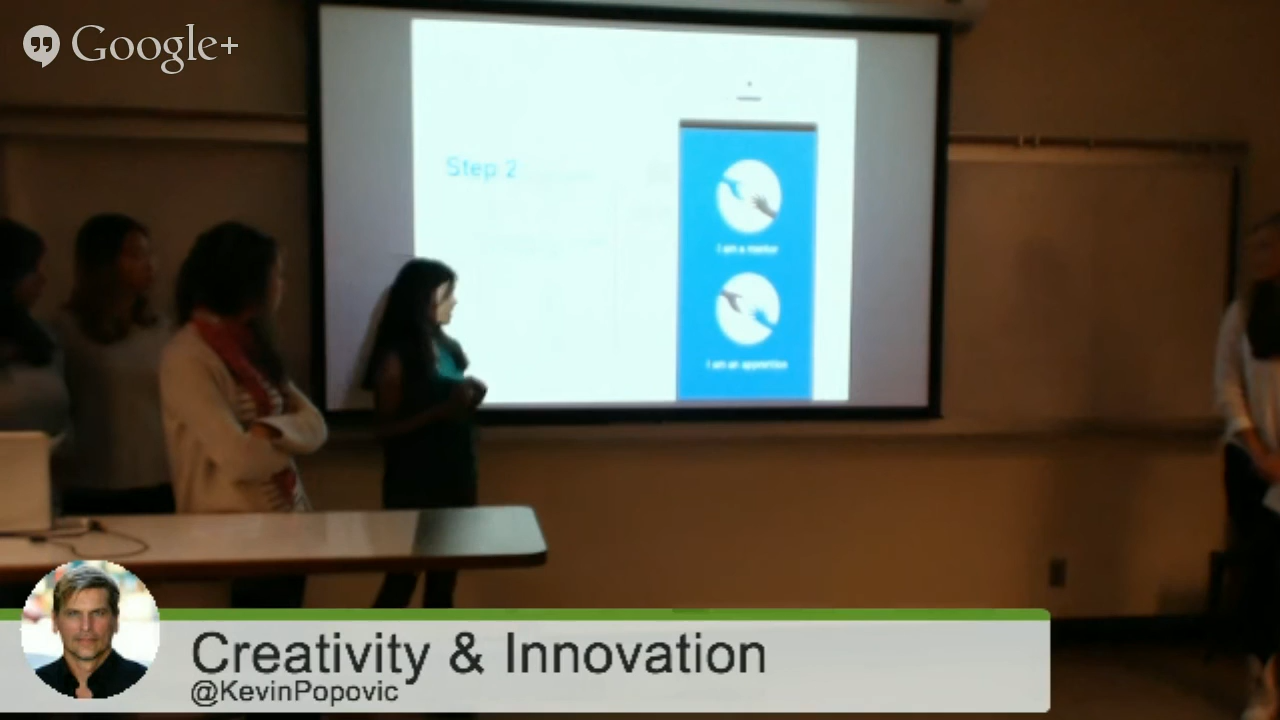 Google+
Step 2
I am a mentor
I am an apprentice
Creativity & Innovation
@KevinPopovic